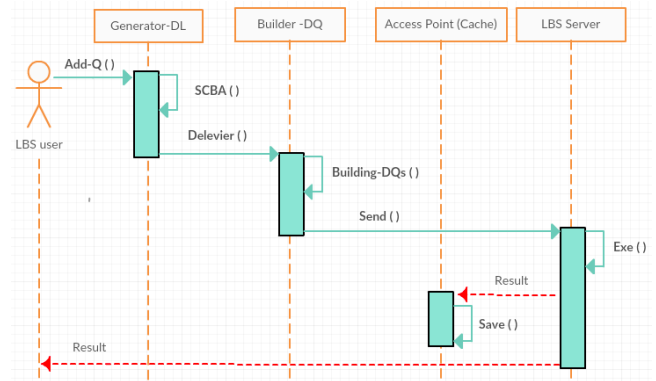 Generator-DL
Builder -DQ
Access Point (Cache)
LBS Server
Add-Q ( )
SCBA ( )
LBS user
Delevier ( )
Building-DQs ( )
Send ( )
Exe ( )
Result
Save ( )
Result